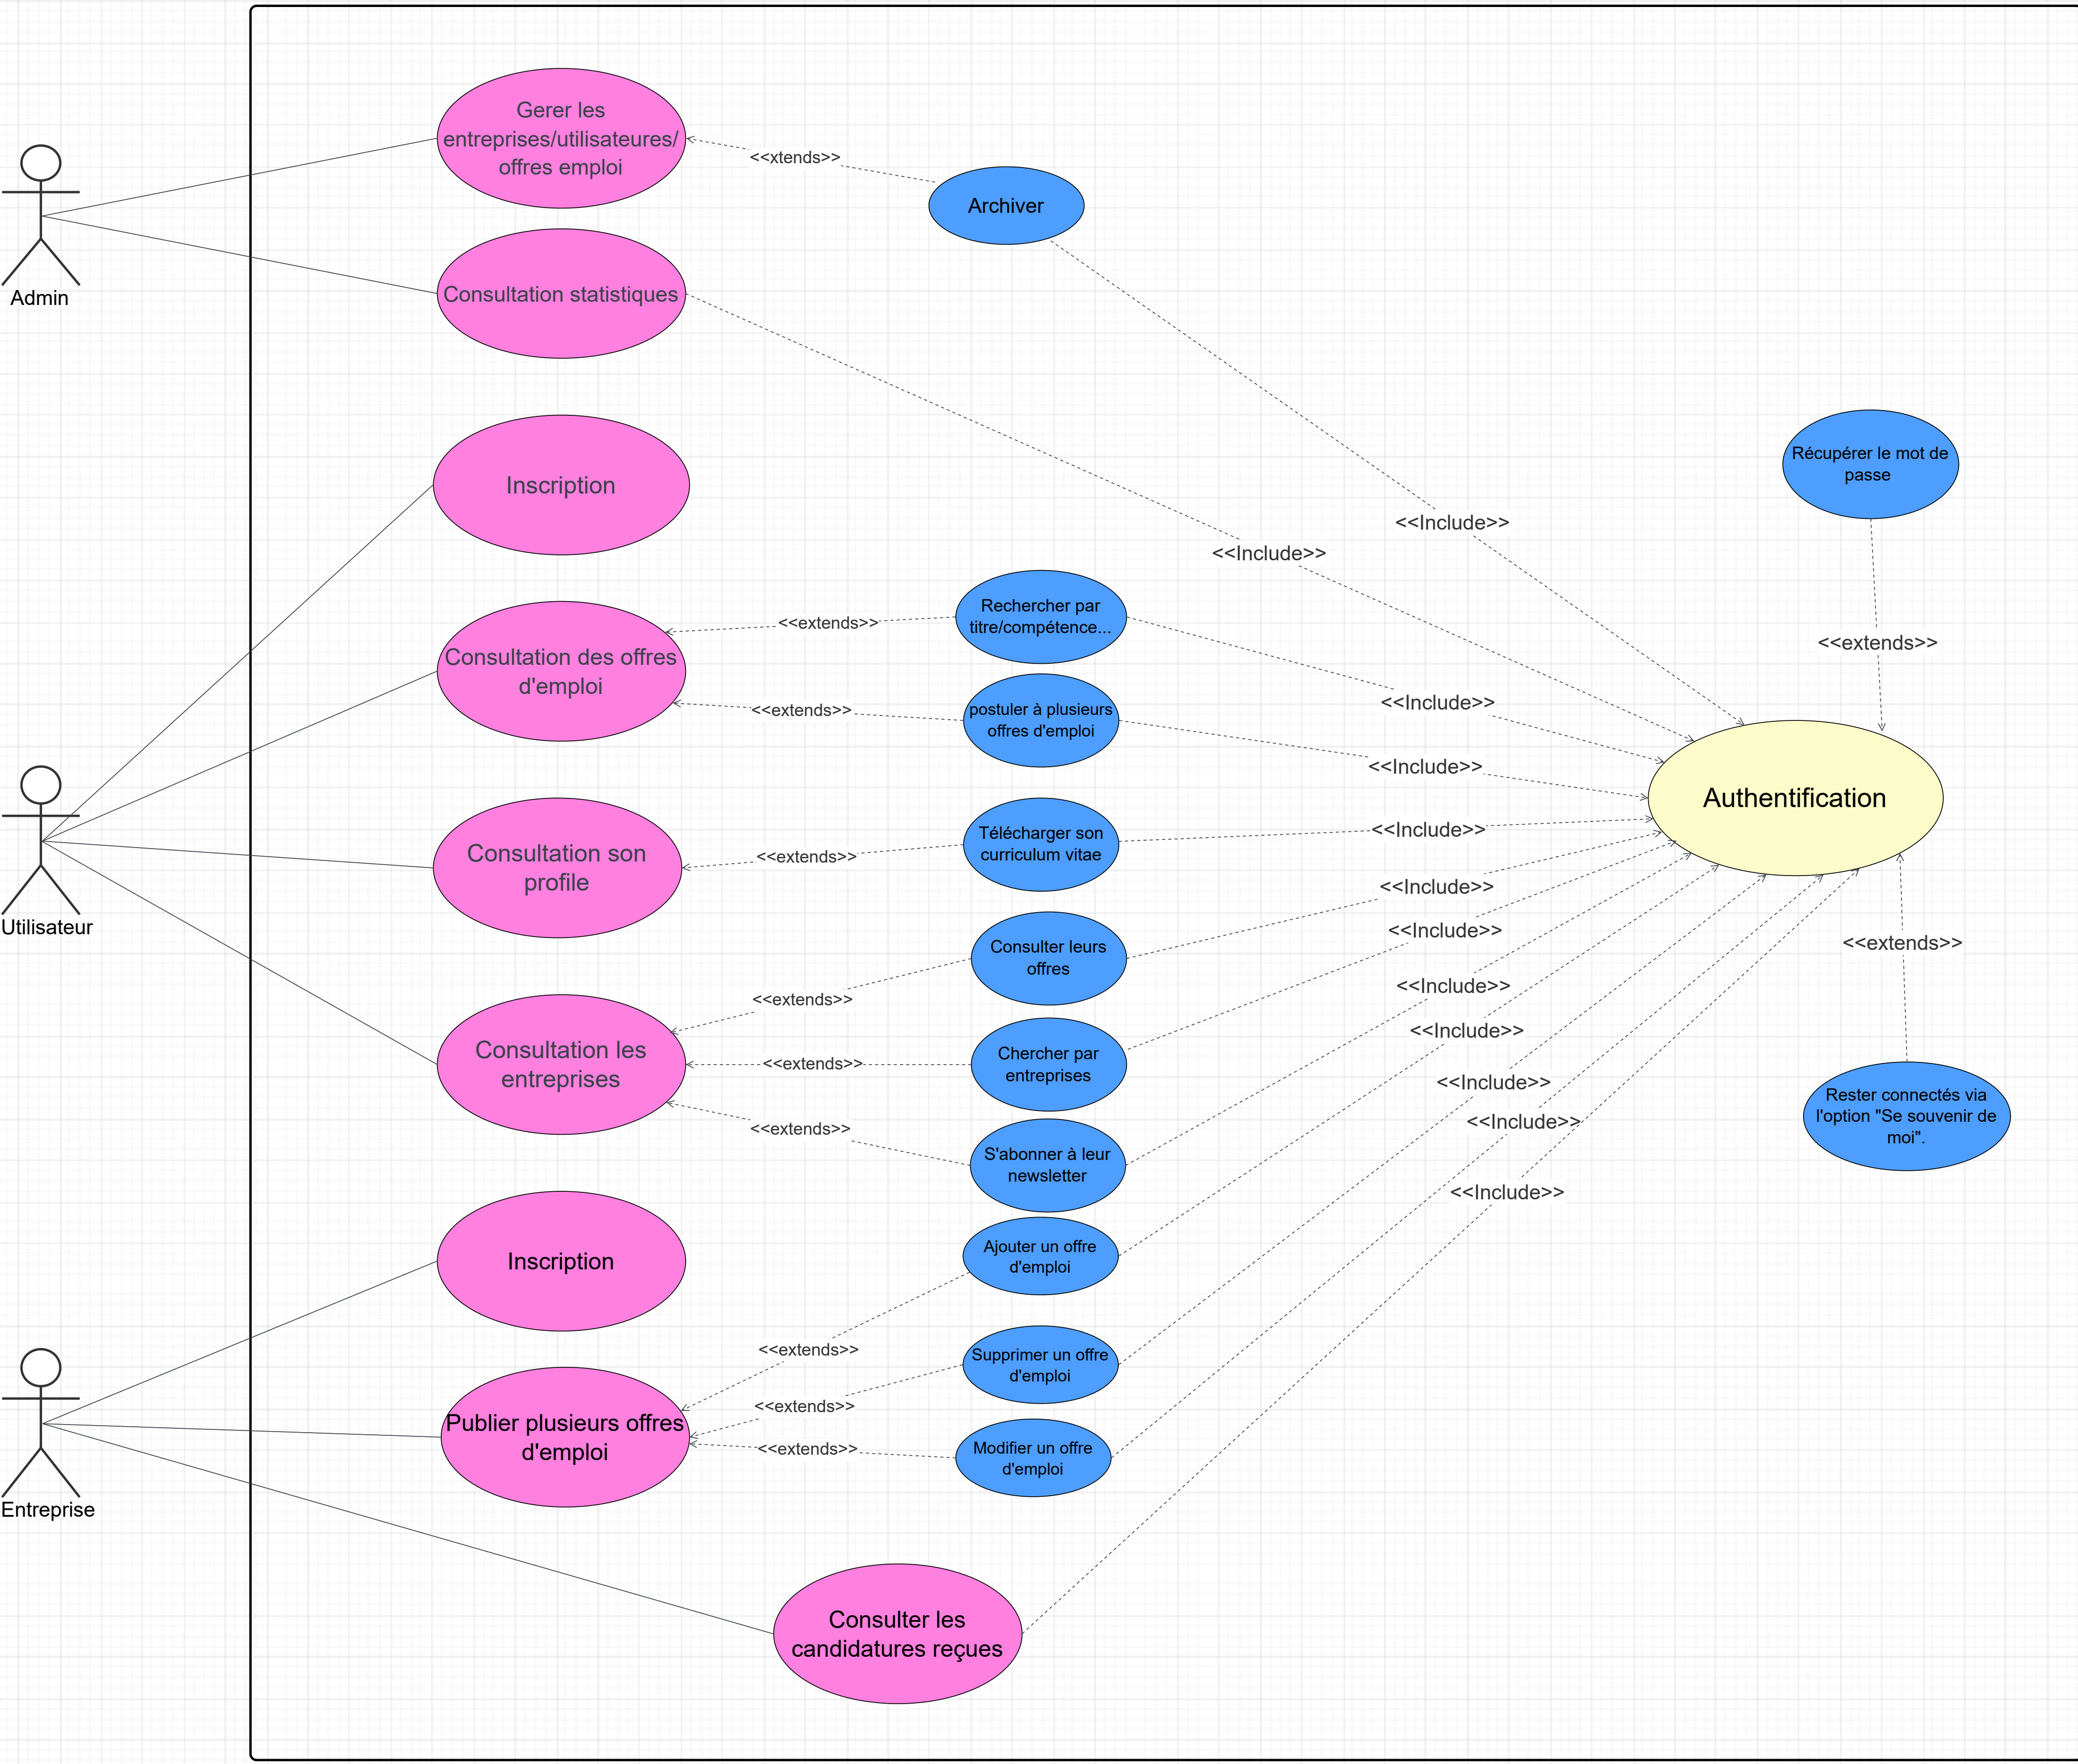 Gerer les
entreprises/utilisateures/
offres emploi
<<xtends>>
Archiver
Admin
Consultation statistiques
Inscription
Récupérer le mot de
passe
<<Include>>
<<Include>>
Rechercher par
titre/compétence...
<<extends>>
<<extends>>
Consultation des offres
d'emploi
<<extends>>
postuler à plusieurs
offres d'emploi
<<Include>>
<<Include>>
Authentification
Utilisateur
Consultation son
profile
<<extends>>
Télécharger son
curriculum vitae
<<Include>>
<<Include>>
<<Include>>
<<extends>>
Consulter leurs
offres
<<extends>>
<<Include>>
<<Include>>
Consultation les
entreprises
<<extends>>
Chercher par
entreprises
<<Include>>
<<Include>>
Rester connectés via
l'option "Se souvenir de
moi".
<<extends>>
S'abonner à leur
newsletter
<<Include>>
Inscription
Ajouter un offre
d'emploi
<<extends>>
Supprimer un offre
d'emploi
<<extends>>
Publier plusieurs offres
d'emploi
<<extends>>
Modifier un offre
d'emploi
Entreprise
Consulter les
candidatures reçues